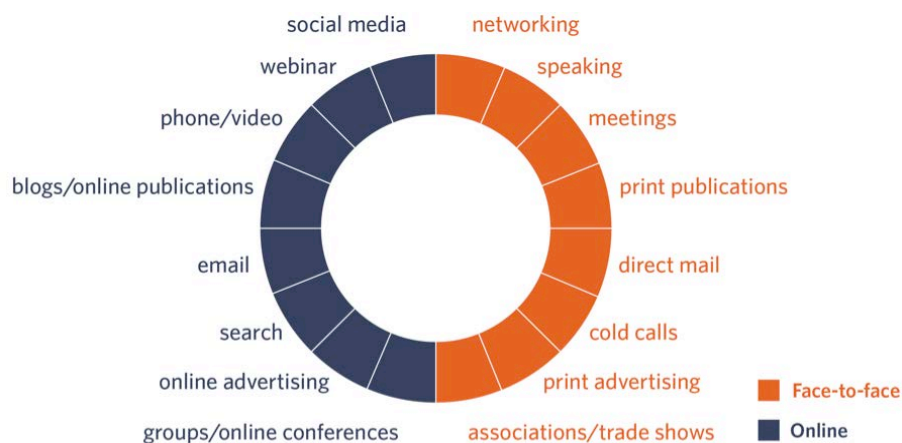 social media
networking
webinar
speaking
phone/video
meetings
blogs/online publications
print publications
email
direct mail
search
cold calls
online advertising
print advertising
Face-to-face
groups/online conferences
associations/trade shows
Online